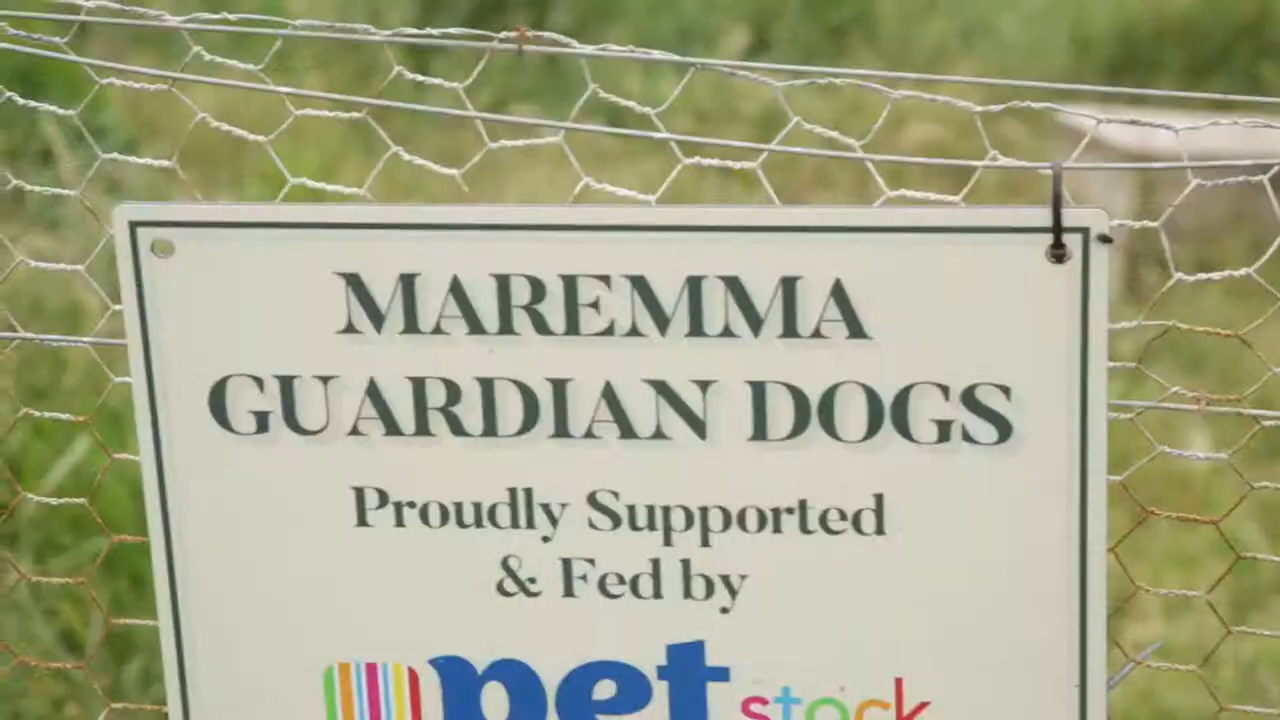 MAREMMA
GUARDIAN DOGS
Proudly Supported
& Fed by
pet stock